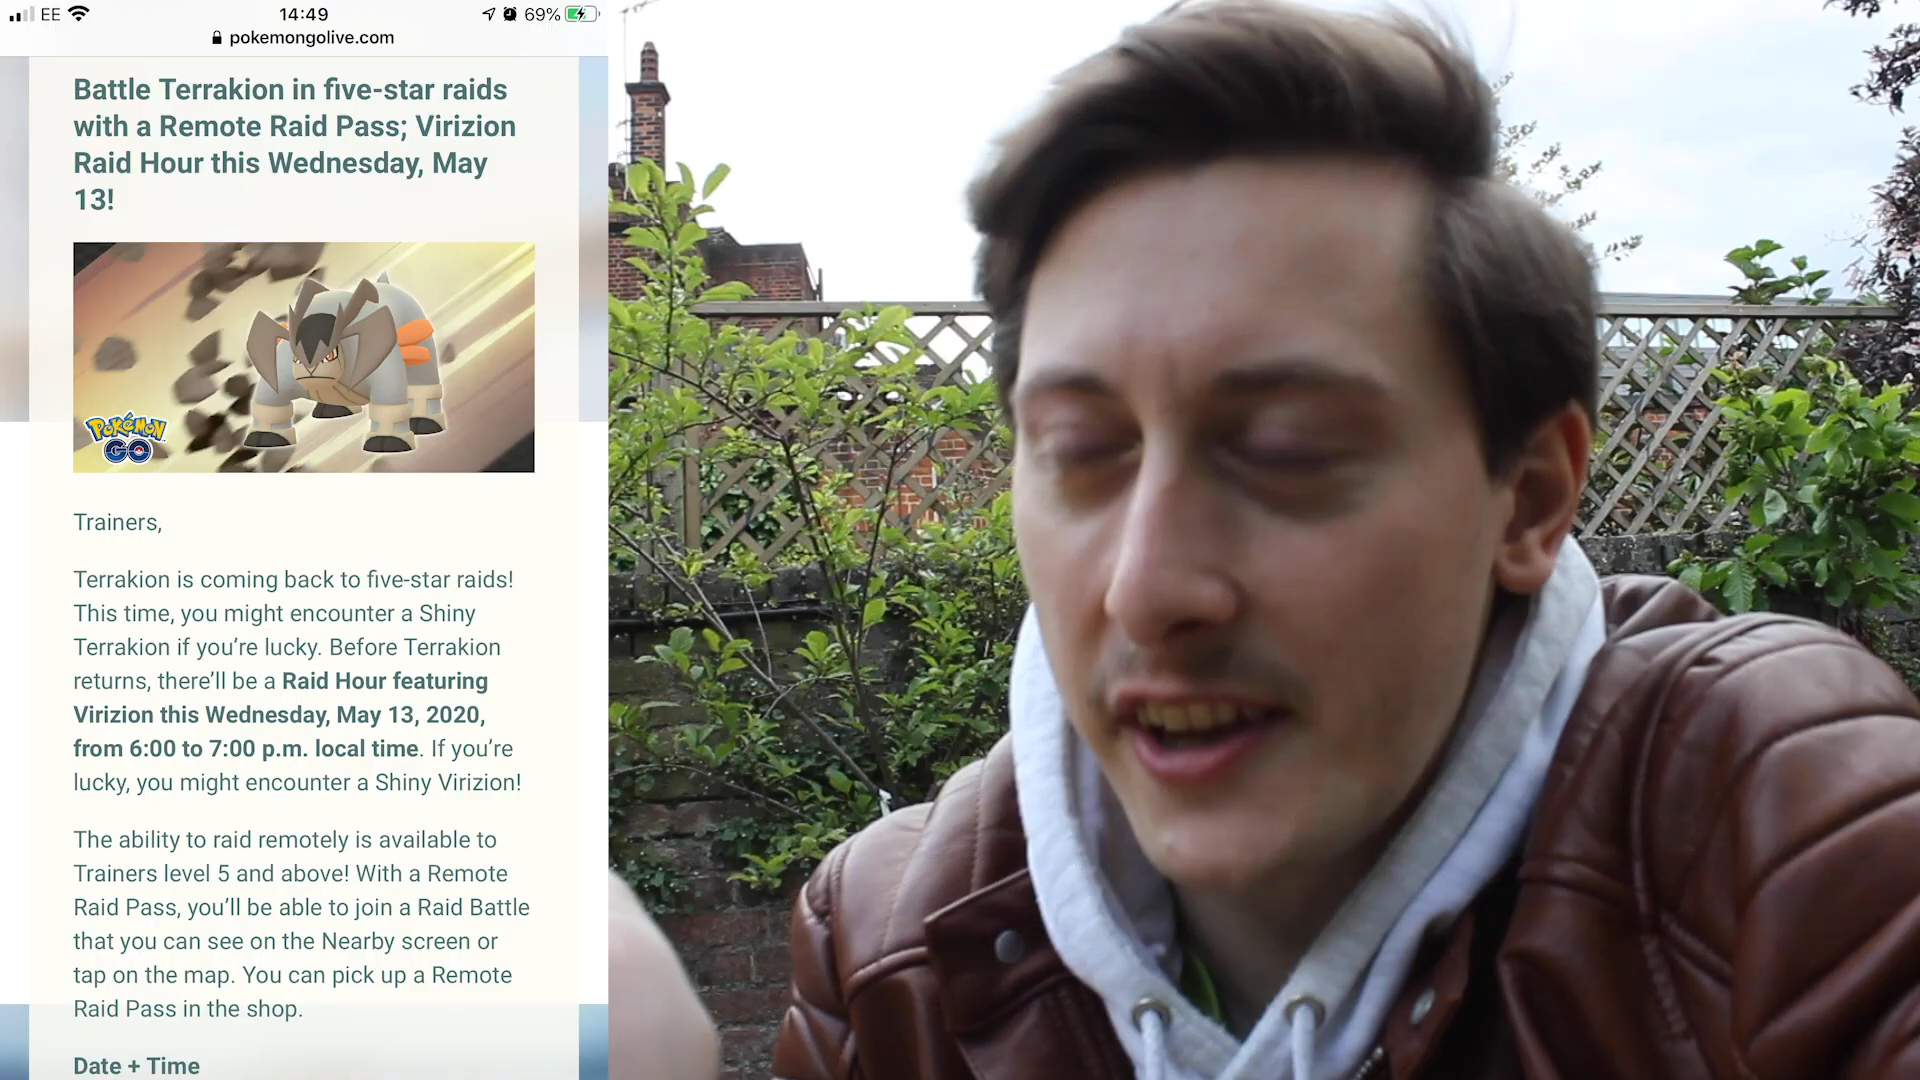 EE
14:49
69%
pokemongolive.com
Battle Terrakion in five-star raids
with a Remote Raid Pass; Virizion
Raid Hour this Wednesday, May
13!
POKÉMON
GO
Trainers,
Terrakion is coming back to five-star raids!
This time, you might encounter a Shiny
Terrakion if you’re lucky. Before Terrakion
returns, there’ll be a Raid Hour featuring
Virizion this Wednesday, May 13, 2020,
from 6:00 to 7:00 p.m. local time. If you’re
lucky, you might encounter a Shiny Virizion!
The ability to raid remotely is available to
Trainers level 5 and above! With a Remote
Raid Pass, you’ll be able to join a Raid Battle
that you can see on the Nearby screen or
tap on the map. You can pick up a Remote
Raid Pass in the shop.
Date + Time